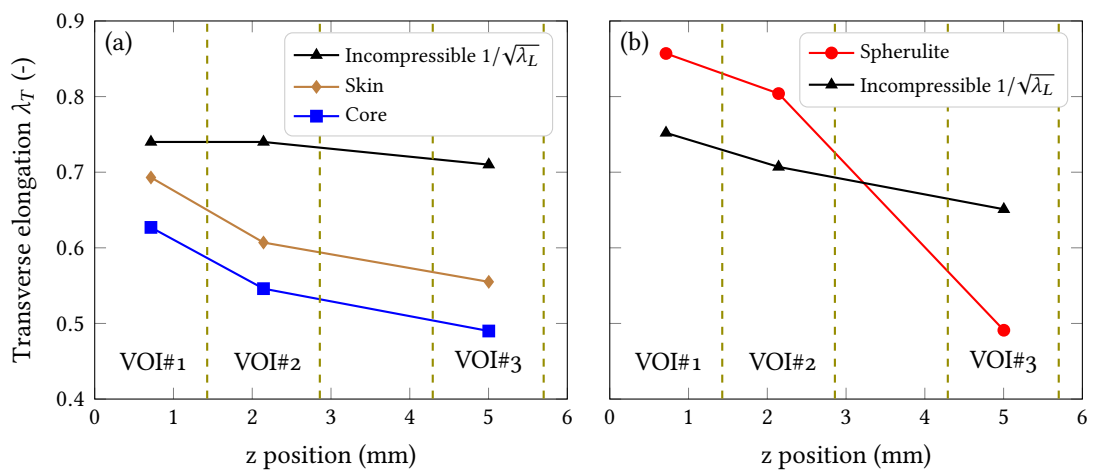 Transverse elongation λ_T (-)
0.9
0.8
0.7
0.6
0.5
0.4
(a)
Incompressible 1/√λ_L
Skin
Core
VOI#1 VOI#2 VOI#3
0 1 2 3 4 5 6
z position (mm)
(b)
Spherulite
Incompressible 1/√λ_L
VOI#1 VOI#2 VOI#3
0 1 2 3 4 5 6
z position (mm)